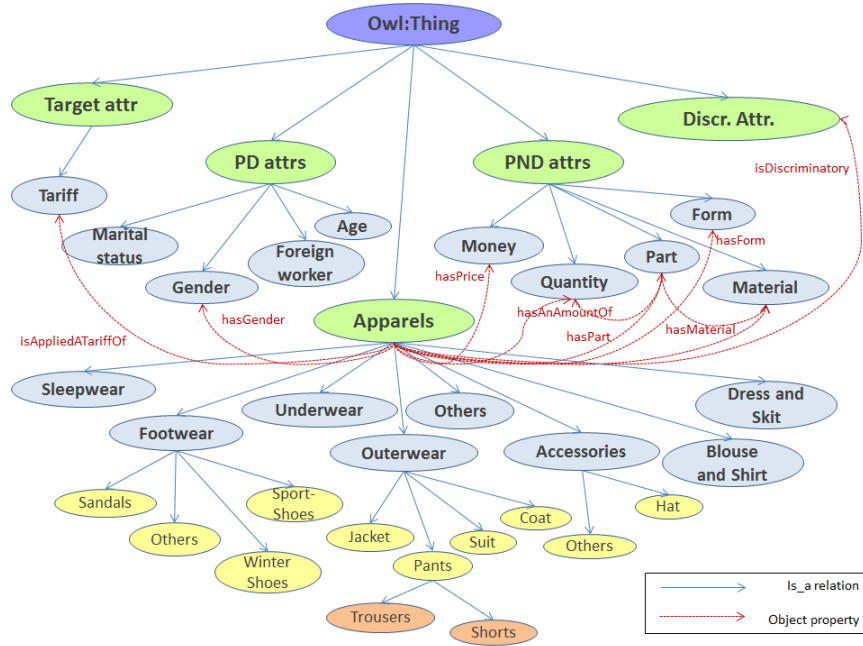 Owl:Thing
Target attr
Discr. Attr.
PD attrs
PND attrs
isDiscriminatory
Tariff
Marital
status
Age
Foreign
worker
Gender
Money
Form
hasForm
Part
Quantity
Material
hasPrice
hasAnAmountOf
hasGender
Apparels
hasPart
hasMaterial
isAppliedATariffOf
Sleepwear
Underwear
Others
Dress and
Skit
Footwear
Outerwear
Accessories
Blouse
and Shirt
Sandals
Sport-
Shoes
Others
Winter
Shoes
Jacket
Pants
Suit
Coat
Others
Hat
Trousers
Shorts
Is_a relation
Object property